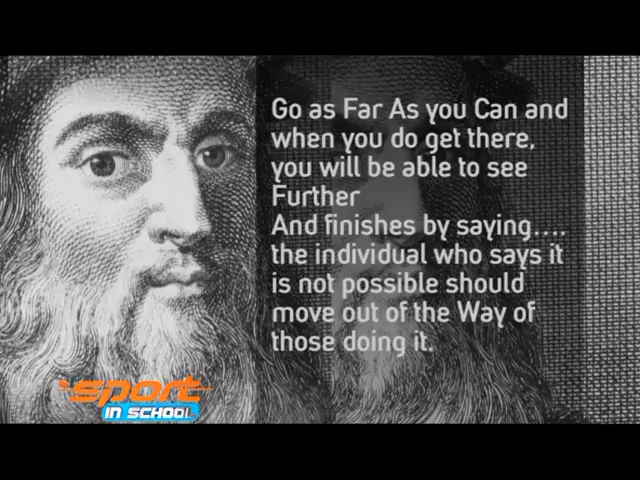 Go as Far As you Can and
when you do get there,
you will be able to see
Further
And finishes by saying....
the individual who says it
is not possible should
move out of the Way of
those doing it.
sport
IN SCHOOL